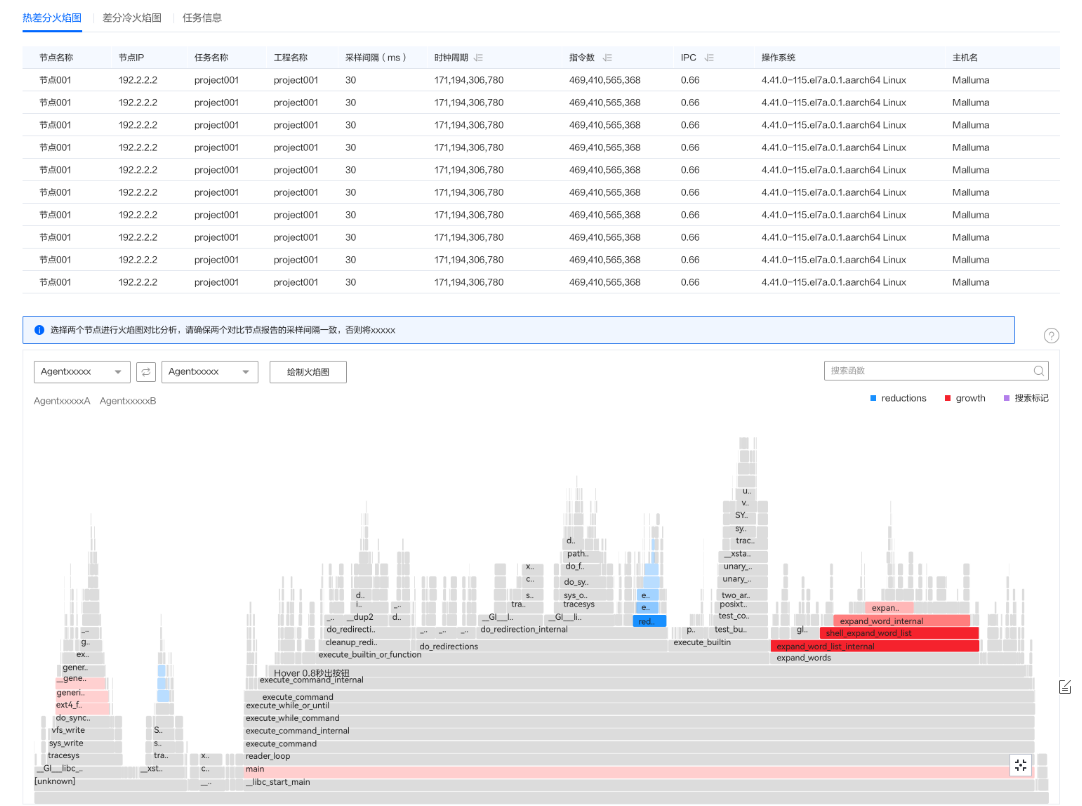 热差分火焰图 差分冷火焰图 任务信息
节点名称 节点IP 任务名称 工程名称 采样间隔（ms） 时钟周期 指令数 IPC 操作系统 主机名
节点001 192.2.2.2 project001 project001 30 171,194,306,780 469,410,565,368 0.66 4.41.0-115.el7a.0.1.aarch64 Linux Malluma
节点001 192.2.2.2 project001 project001 30 171,194,306,780 469,410,565,368 0.66 4.41.0-115.el7a.0.1.aarch64 Linux Malluma
节点001 192.2.2.2 project001 project001 30 171,194,306,780 469,410,565,368 0.66 4.41.0-115.el7a.0.1.aarch64 Linux Malluma
节点001 192.2.2.2 project001 project001 30 171,194,306,780 469,410,565,368 0.66 4.41.0-115.el7a.0.1.aarch64 Linux Malluma
节点001 192.2.2.2 project001 project001 30 171,194,306,780 469,410,565,368 0.66 4.41.0-115.el7a.0.1.aarch64 Linux Malluma
节点001 192.2.2.2 project001 project001 30 171,194,306,780 469,410,565,368 0.66 4.41.0-115.el7a.0.1.aarch64 Linux Malluma
节点001 192.2.2.2 project001 project001 30 171,194,306,780 469,410,565,368 0.66 4.41.0-115.el7a.0.1.aarch64 Linux Malluma
节点001 192.2.2.2 project001 project001 30 171,194,306,780 469,410,565,368 0.66 4.41.0-115.el7a.0.1.aarch64 Linux Malluma
节点001 192.2.2.2 project001 project001 30 171,194,306,780 469,410,565,368 0.66 4.41.0-115.el7a.0.1.aarch64 Linux Malluma
节点001 192.2.2.2 project001 project001 30 171,194,306,780 469,410,565,368 0.66 4.41.0-115.el7a.0.1.aarch64 Linux Malluma
选择两个节点进行火焰图对比分析，请确保两个对比节点报告的采样间隔一致，否则将xxxxx
Agentxxxxx Agentxxxxx 绘制火焰图 搜索函数
AgentxxxxxA AgentxxxxxB reductions growth 搜索标记
u..
v..
SY..
sy..
d.. trac..
path.. __xsta..
x.. do_f.. unary_..
c.. do_sy.. unary_..
d.. s.. sys_o.. e.. two_ar..
i.. _.. tra.. tracesys e.. posixt.. expan..
_.. __dup2 d.. __GI__l.. __GI__li.. red.. test_co.. expand_word_internal
_.. do_redirecti.. _.. _.. _.. do_redirection_internal p.. test_bu.. gl.. shell_expand_word_list
g.. cleanup_redi.. do_redirections execute_builtin expand_word_list_internal
ex.. execute_builtin_or_function expand_words
gener.. Hover 0.8秒出按钮
__gene.. execute_command_internal
generi.. execute_command
ext4_f.. execute_while_or_until
do_sync.. execute_while_command
vfs_write S.. execute_command_internal
sys_write s.. execute_command
tracesys tra.. x.. reader_loop
__GI__libc_.. __xst.. c.. main
[unknown] __.. __libc_start_main